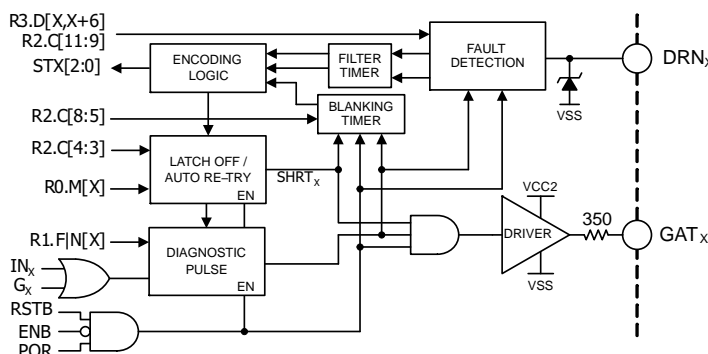 R3.D[X,X+6]
R2.C[11:9]
STX[2:0]
ENCODING
LOGIC
FILTER
TIMER
FAULT
DETECTION
DRNX
VSS
R2.C[8:5]
BLANKING
TIMER
R2.C[4:3]
LATCH OFF /
AUTO RE-TRY
EN
SHRTX
R0.M[X]
VCC2
350
GATX
DRIVER
VSS
R1.F|N[X]
DIAGNOSTIC
PULSE
EN
INX
GX
RSTB
ENB
POR